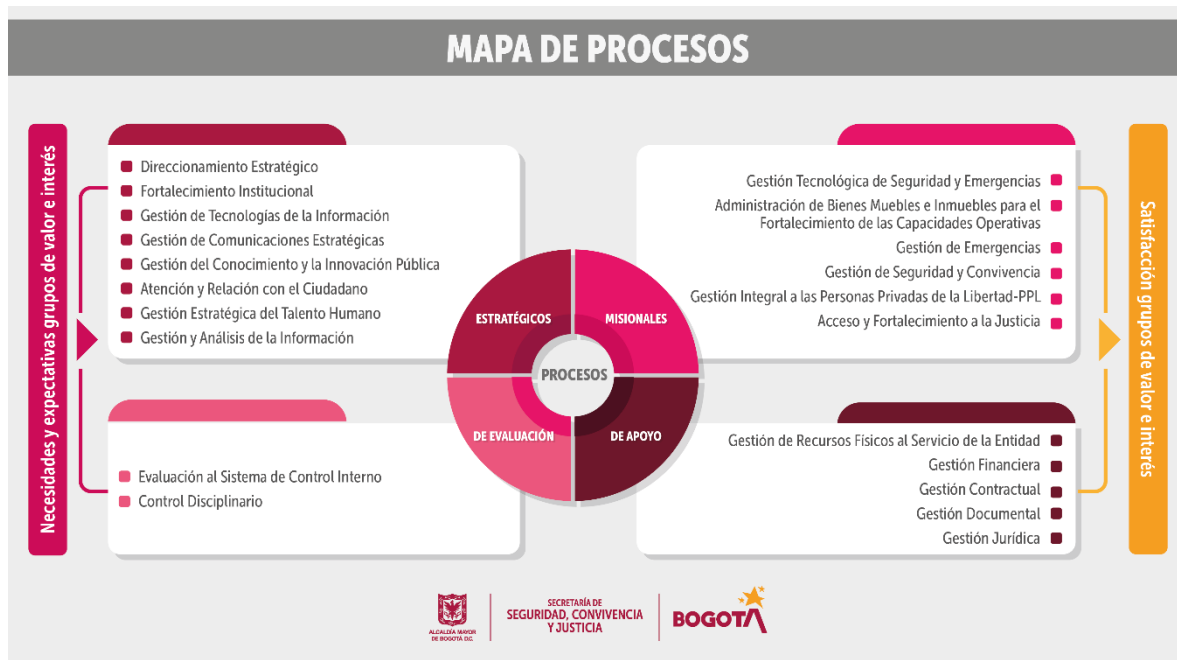 MAPA DE PROCESOS
Necesidades y expectativas grupos de valor e interés
Direccionamiento Estratégico
Fortalecimiento Institucional
Gestión de Tecnologías de la Información
Gestión de Comunicaciones Estratégicas
Gestión del Conocimiento y la Innovación Pública
Atención y Relación con el Ciudadano
Gestión Estratégica del Talento Humano
Gestión y Análisis de la Información
Evaluación al Sistema de Control Interno
Control Disciplinario
ESTRATÉGICOS
MISIONALES
PROCESOS
DE EVALUACIÓN
DE APOYO
Gestión Tecnológica de Seguridad y Emergencias
Administración de Bienes Muebles e Inmuebles para el
Fortalecimiento de las Capacidades Operativas
Gestión de Emergencias
Gestión de Seguridad y Convivencia
Gestión Integral a las Personas Privadas de la Libertad-PPL
Acceso y Fortalecimiento a la Justicia
Gestión de Recursos Físicos al Servicio de la Entidad
Gestión Financiera
Gestión Contractual
Gestión Documental
Gestión Jurídica
Satisfacción grupos de valor e interés
ALCALDÍA MAYOR
DE BOGOTÁ D.C.
SECRETARÍA DE
SEGURIDAD, CONVIVENCIA
Y JUSTICIA
BOGOTÁ